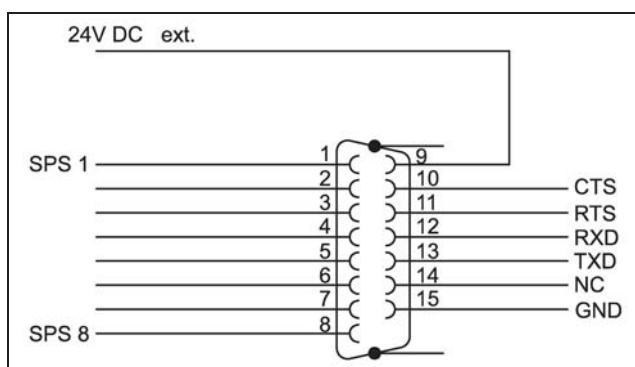 24V DC ext.
SPS 1
1
2
3
4
5
6
7
8
SPS 8
9
10
11
12
13
14
15
CTS
RTS
RXD
TXD
NC
GND